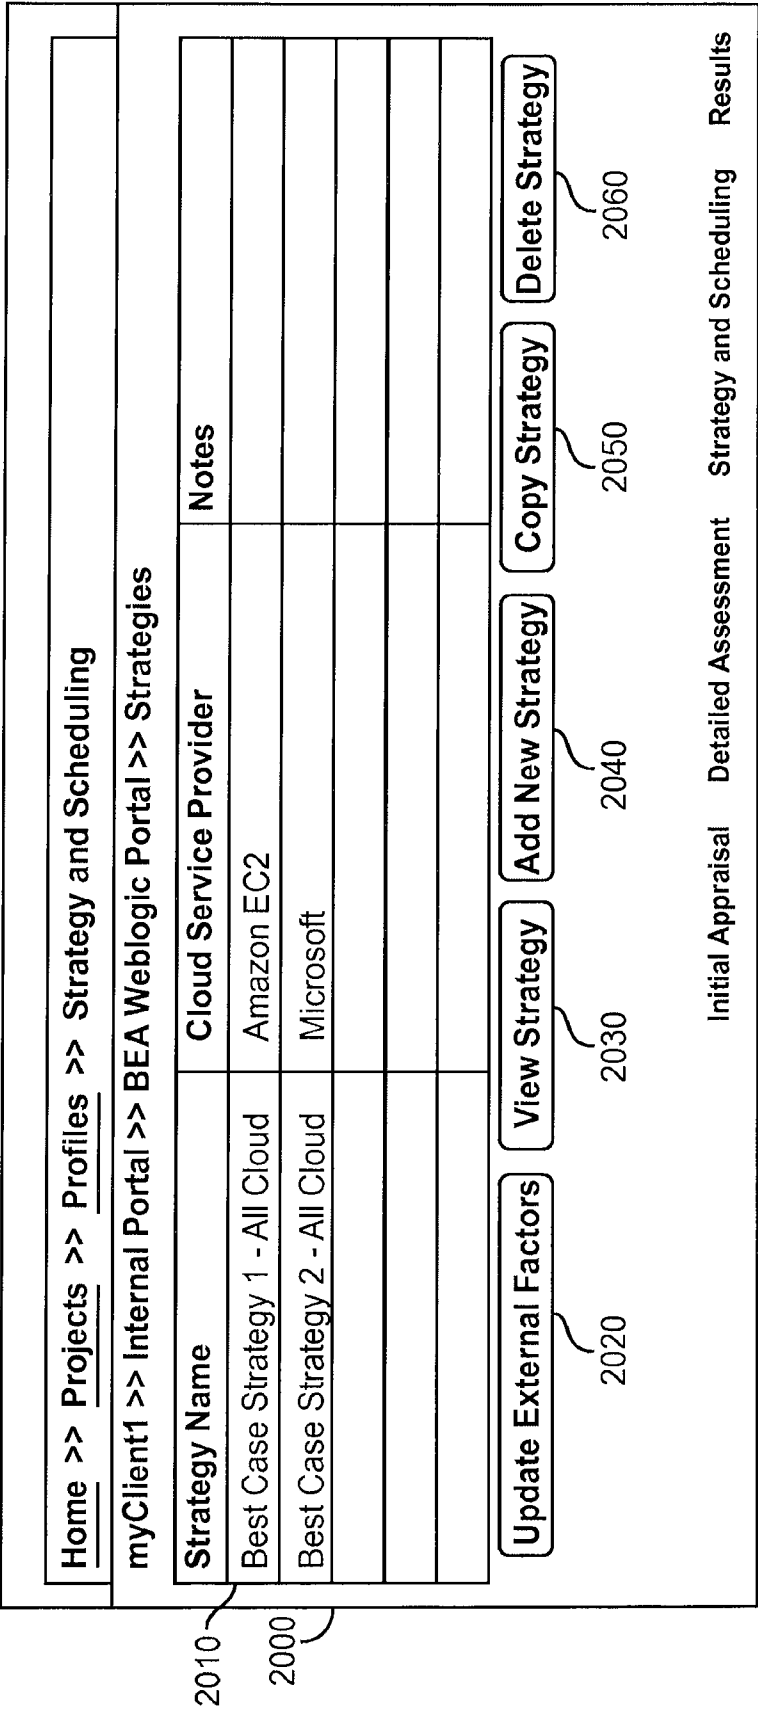 Home >> Projects >> Profiles >> Strategy and Scheduling
myClient1 >> Internal Portal >> BEA Weblogic Portal >> Strategies
Strategy Name Cloud Service Provider Notes
2010
Best Case Strategy 1 - All Cloud Amazon EC2
Best Case Strategy 2 - All Cloud Microsoft
2000
Update External Factors View Strategy Add New Strategy Copy Strategy Delete Strategy
2020 2030 2040 2050 2060
Initial Appraisal Detailed Assessment Strategy and Scheduling Results